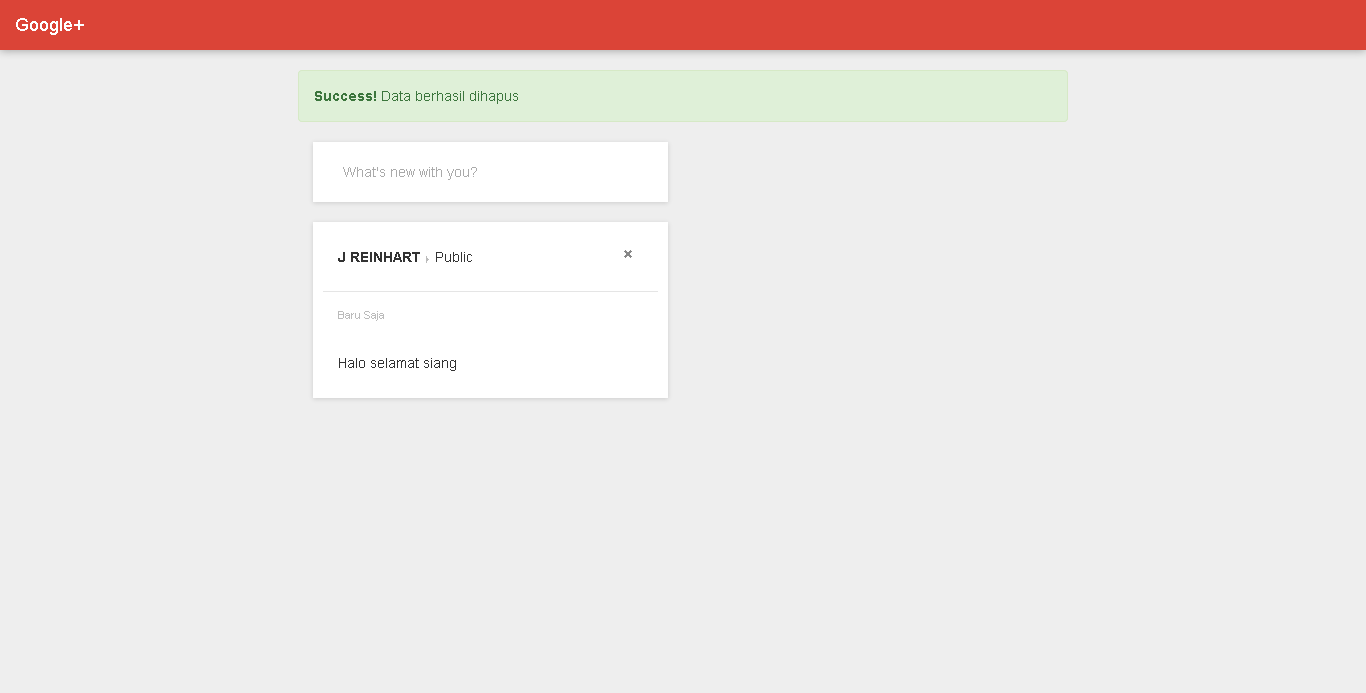 Google+
Success! Data berhasil dihapus
What's new with you?
J REINHART Public
Baru Saja
Halo selamat siang